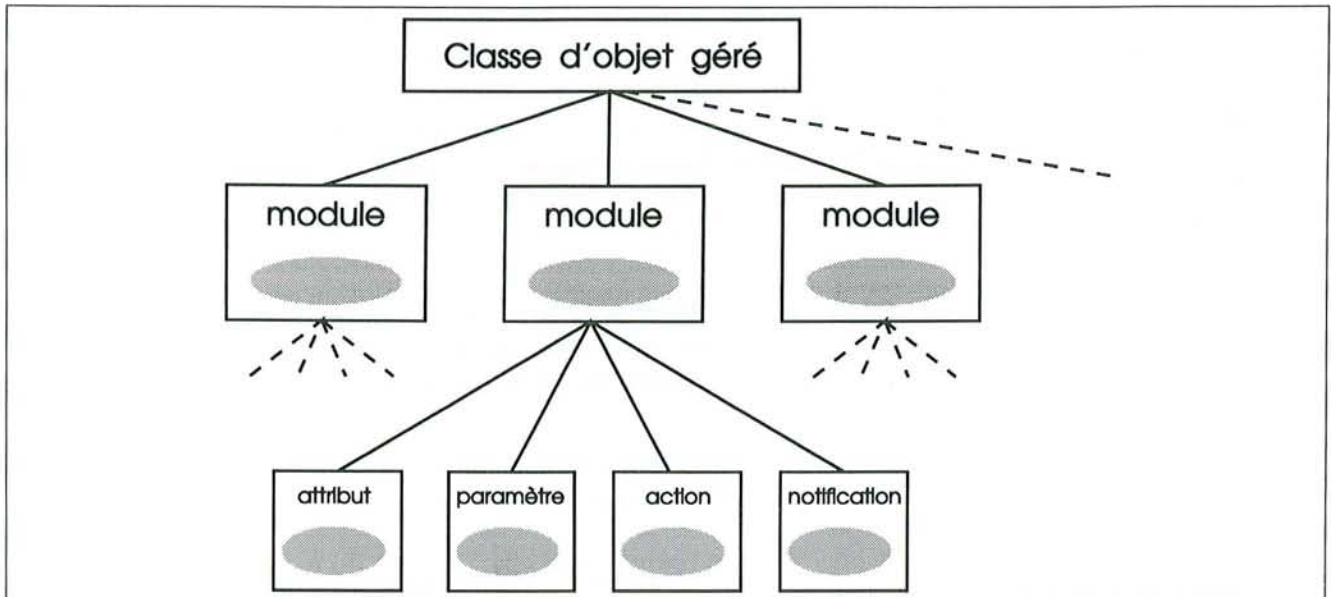 Classe d'objet géré
module
module
module
attribut
paramètre
action
notification